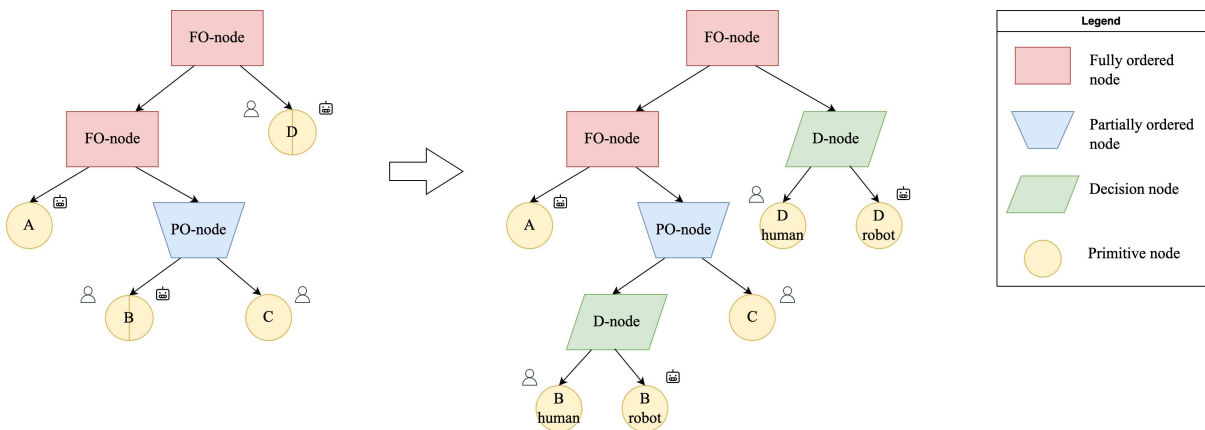 FO-node
D
FO-node
A
PO-node
B
C
FO-node
FO-node
D-node
A
PO-node
D
human
D
robot
D-node
C
B
human
B
robot
Legend
Fully ordered
node
Partially ordered
node
Decision node
Primitive node